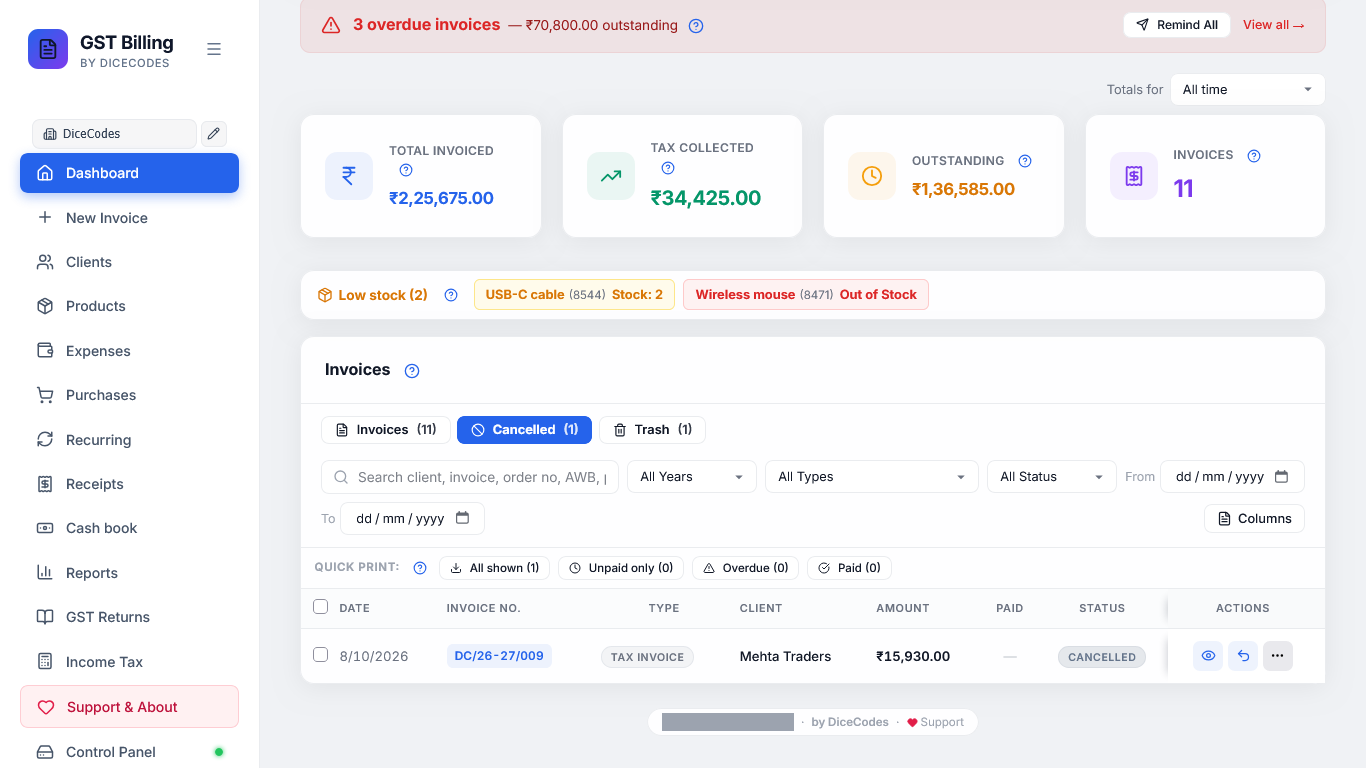 GST Billing
BY DICECODES
DiceCodes
Dashboard
New Invoice
Clients
Products
Expenses
Purchases
Recurring
Receipts
Cash book
Reports
GST Returns
Income Tax
Support & About
Control Panel
3 overdue invoices — ₹70,800.00 outstanding
Remind All
View all →
Totals for All time
TOTAL INVOICED
₹2,25,675.00
TAX COLLECTED
₹34,425.00
OUTSTANDING
₹1,36,585.00
INVOICES
11
Low stock (2) USB-C cable (8544) Stock: 2 Wireless mouse (8471) Out of Stock
Invoices
Invoices (11) Cancelled (1) Trash (1)
Search client, invoice, order no, AWB, All Years All Types All Status From dd / mm / yyyy
To dd / mm / yyyy Columns
QUICK PRINT: All shown (1) Unpaid only (0) Overdue (0) Paid (0)
DATE INVOICE NO. TYPE CLIENT AMOUNT PAID STATUS ACTIONS
8/10/2026 DC/26-27/009 TAX INVOICE Mehta Traders ₹15,930.00 — CANCELLED
· by DiceCodes · Support